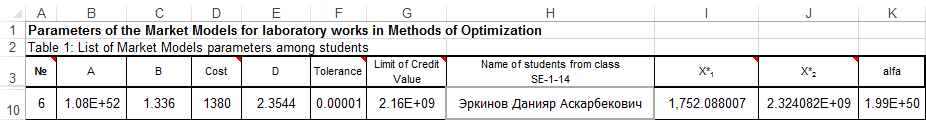 A B C D E F G H I J K
1 Parameters of the Market Models for laboratory works in Methods of Optimization
2 Table 1: List of Market Models parameters among students
3 № A B Cost D Tolerance Limit of Credit Value Name of students from class SE-1-14 X*₁ X*₂ alfa
10 6 1.08E+52 1.336 1380 2.3544 0.00001 2.16E+09 Эркинов Данияр Аскарбекович 1,752.088007 2.324082E+09 1.99E+50